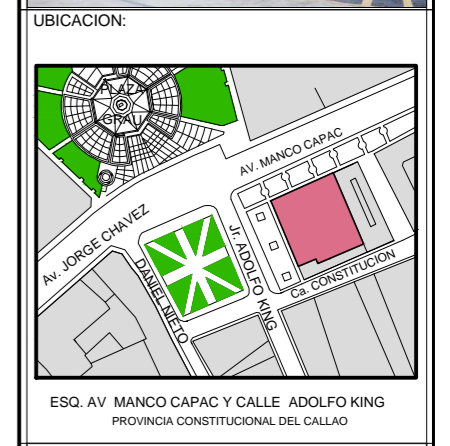 UBICACION:
PLAZA
GRAU
AV. MANCO CAPAC
Av. JORGE CHAVEZ
DANIEL NIETO
Jr. ADOLFO KING
Ca. CONSTITUCION
ESQ. AV MANCO CAPAC Y CALLE ADOLFO KING
PROVINCIA CONSTITUCIONAL DEL CALLAO